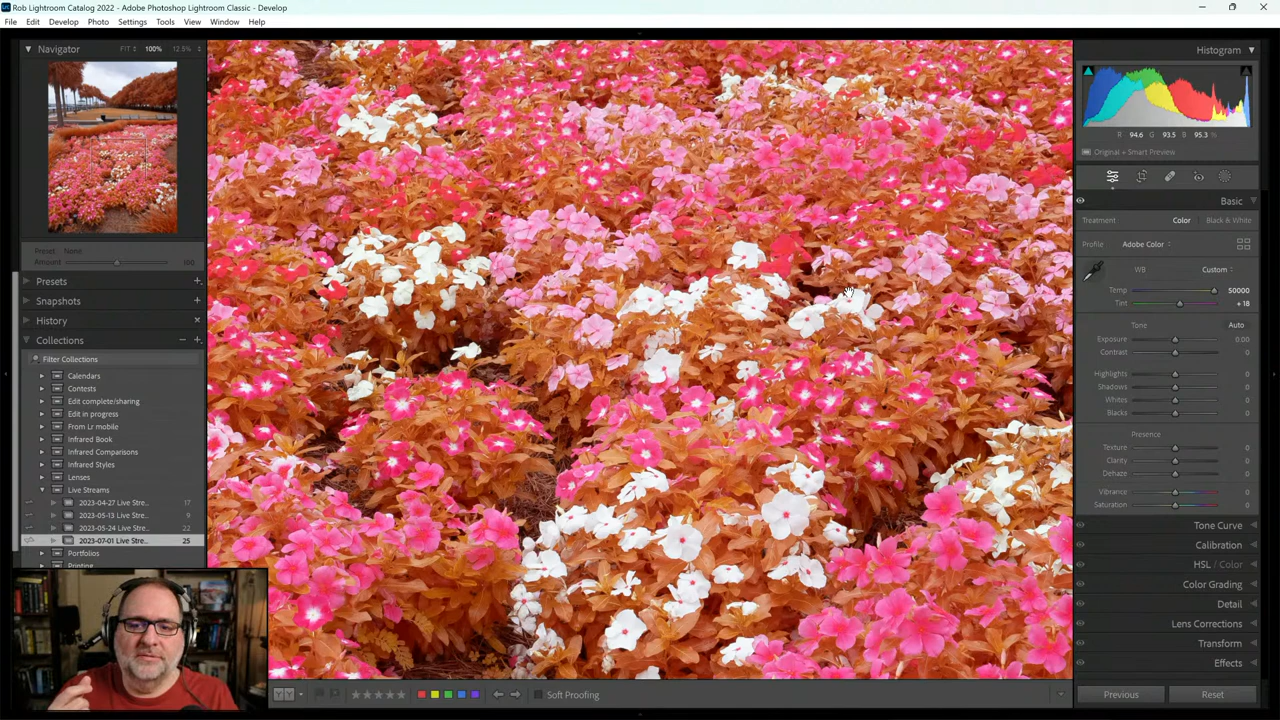 Rob Lightroom Catalog 2022 - Adobe Photoshop Lightroom Classic - Develop
File Edit Develop Photo Settings Tools View Window Help
Navigator FIT 100% 12.5%
Preset: None
Amount 100
Presets
Snapshots
History
Collections
Filter Collections
Calendars
Contests
Edit complete/sharing
Edit in progress
From Lr mobile
Infrared Book
Infrared Comparisons
Infrared Styles
Lenses
Live Streams
2023-04-27 Live Stre... 17
2023-05-13 Live Stre... 9
2023-05-24 Live Stre... 22
2023-07-01 Live Stre... 25
Portfolios
Printing
Soft Proofing
Histogram
R 94.6 G 93.5 B 95.3 %
Original + Smart Preview
Basic
Treatment Color Black & White
Profile Adobe Color
WB Custom
Temp 50000
Tint +18
Tone Auto
Exposure 0.00
Contrast 0
Highlights 0
Shadows 0
Whites 0
Blacks 0
Presence
Texture 0
Clarity 0
Dehaze 0
Vibrance 0
Saturation 0
Tone Curve
Calibration
HSL / Color
Color Grading
Detail
Lens Corrections
Transform
Effects
Previous Reset